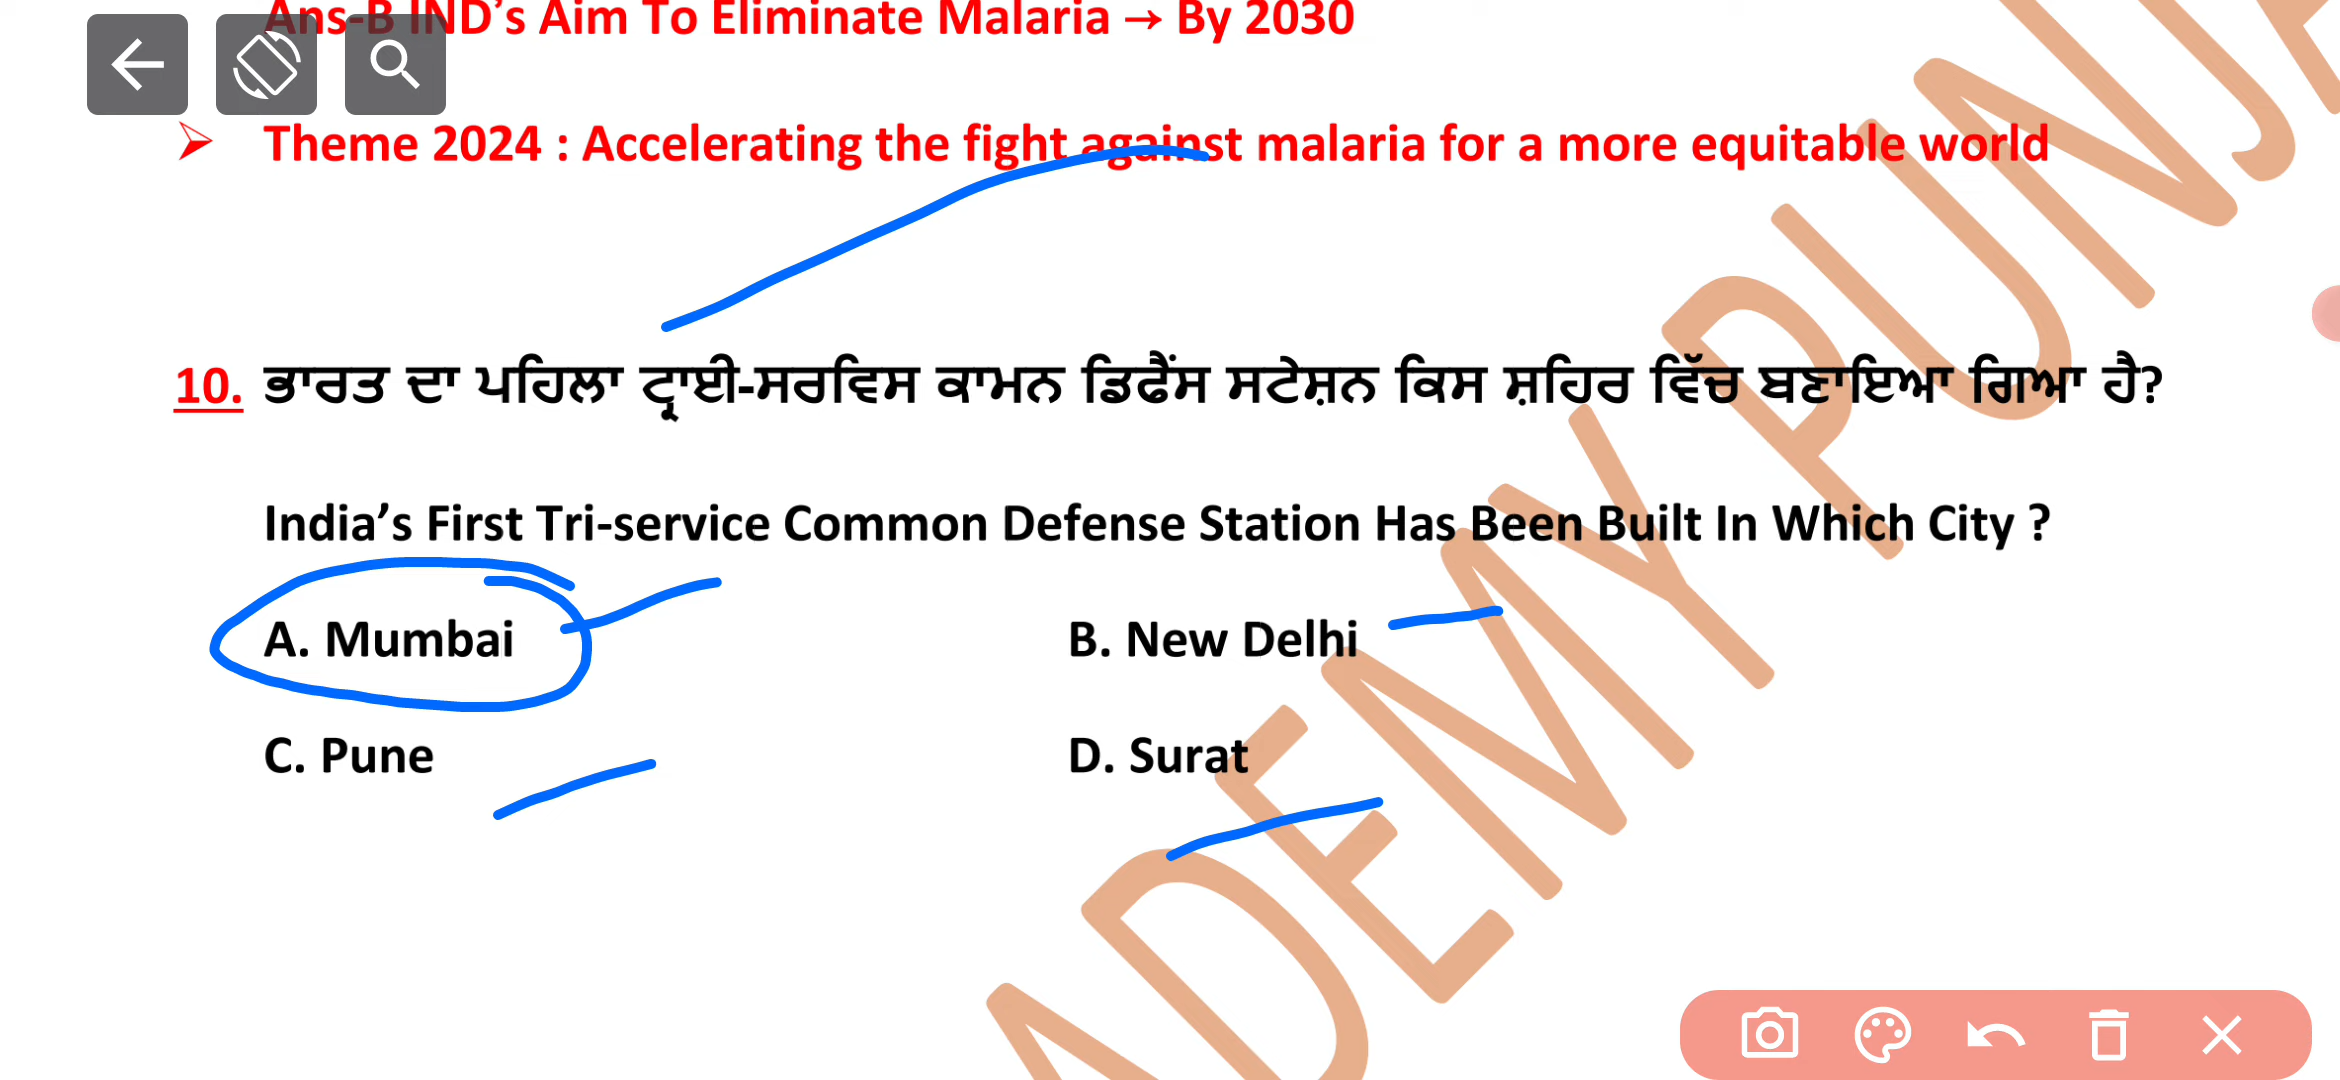 Ans-B IND's Aim To Eliminate Malaria → By 2030
➢ Theme 2024 : Accelerating the fight against malaria for a more equitable world
10. ਭਾਰਤ ਦਾ ਪਹਿਲਾ ਟ੍ਰਾਈ-ਸਰਵਿਸ ਕਾਮਨ ਡਿਫੈਂਸ ਸਟੇਸ਼ਨ ਕਿਸ ਸ਼ਹਿਰ ਵਿੱਚ ਬਣਾਇਆ ਗਿਆ ਹੈ?
India's First Tri-service Common Defense Station Has Been Built In Which City ?
A. Mumbai B. New Delhi
C. Pune D. Surat
ADEMY PUNJA